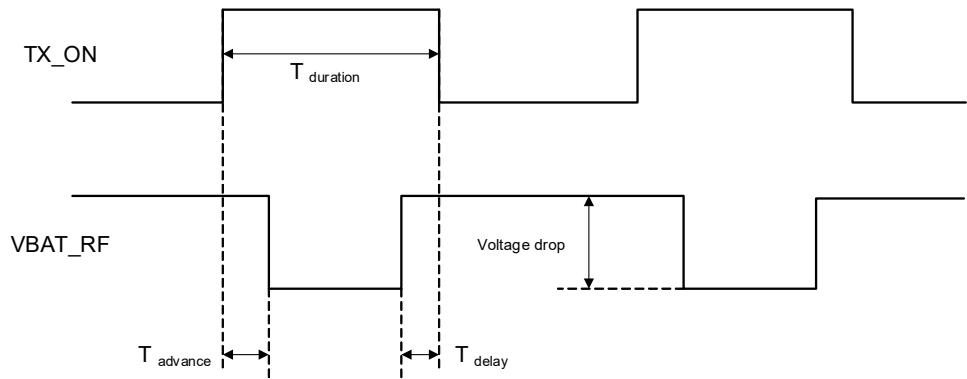 TX_ON
T duration
VBAT_RF
Voltage drop
T advance
T delay